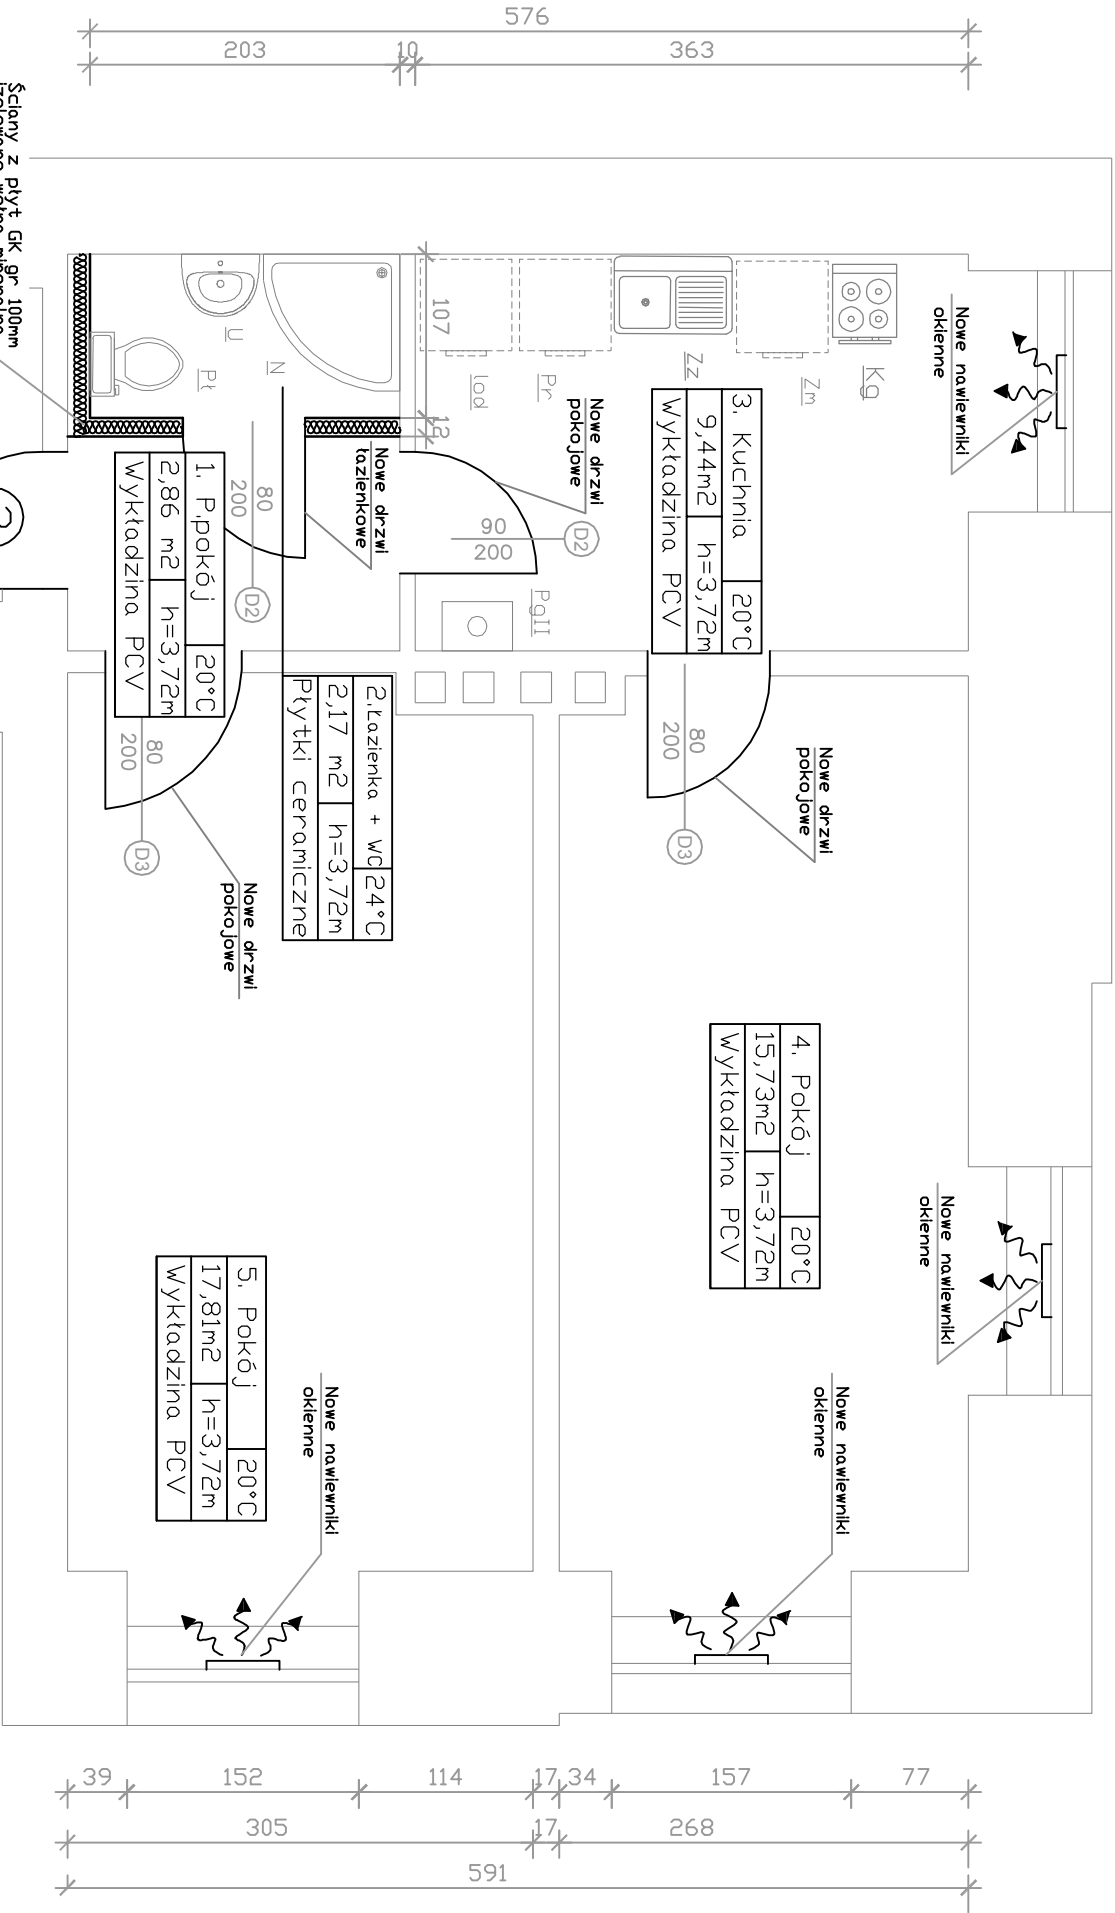 576
203
10
363
Ściany z płyt GK gr 100mm
Nowe nawiewniki
okienne
107
12
U
Pł
N
lod
Pr
Zz
Zm
Kg
3. Kuchnia 20°C
9,44m2 h=3,72m
Wykładzina PCV
Nowe drzwi
pokojowe
Nowe drzwi
łazienkowe
90
200
D2
80
200
D2
PgII
1. P.pokój 20°C
2,86 m2 h=3,72m
Wykładzina PCV
2.Łazienka + WC 24°C
2,17 m2 h=3,72m
Płytki ceramiczne
80
200
D3
Nowe drzwi
pokojowe
80
200
D3
Nowe drzwi
pokojowe
4. Pokój 20°C
15,73m2 h=3,72m
Wykładzina PCV
Nowe nawiewniki
okienne
5. Pokój 20°C
17,81m2 h=3,72m
Wykładzina PCV
Nowe nawiewniki
okienne
Nowe nawiewniki
okienne
39
152
114
17
34
157
77
305
17
268
591